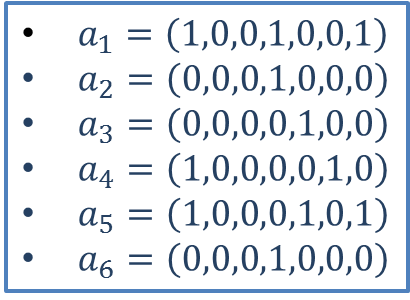 • a₁ = (1,0,0,1,0,0,1)
• a₂ = (0,0,0,1,0,0,0)
• a₃ = (0,0,0,0,1,0,0)
• a₄ = (1,0,0,0,0,1,0)
• a₅ = (1,0,0,0,1,0,1)
• a₆ = (0,0,0,1,0,0,0)